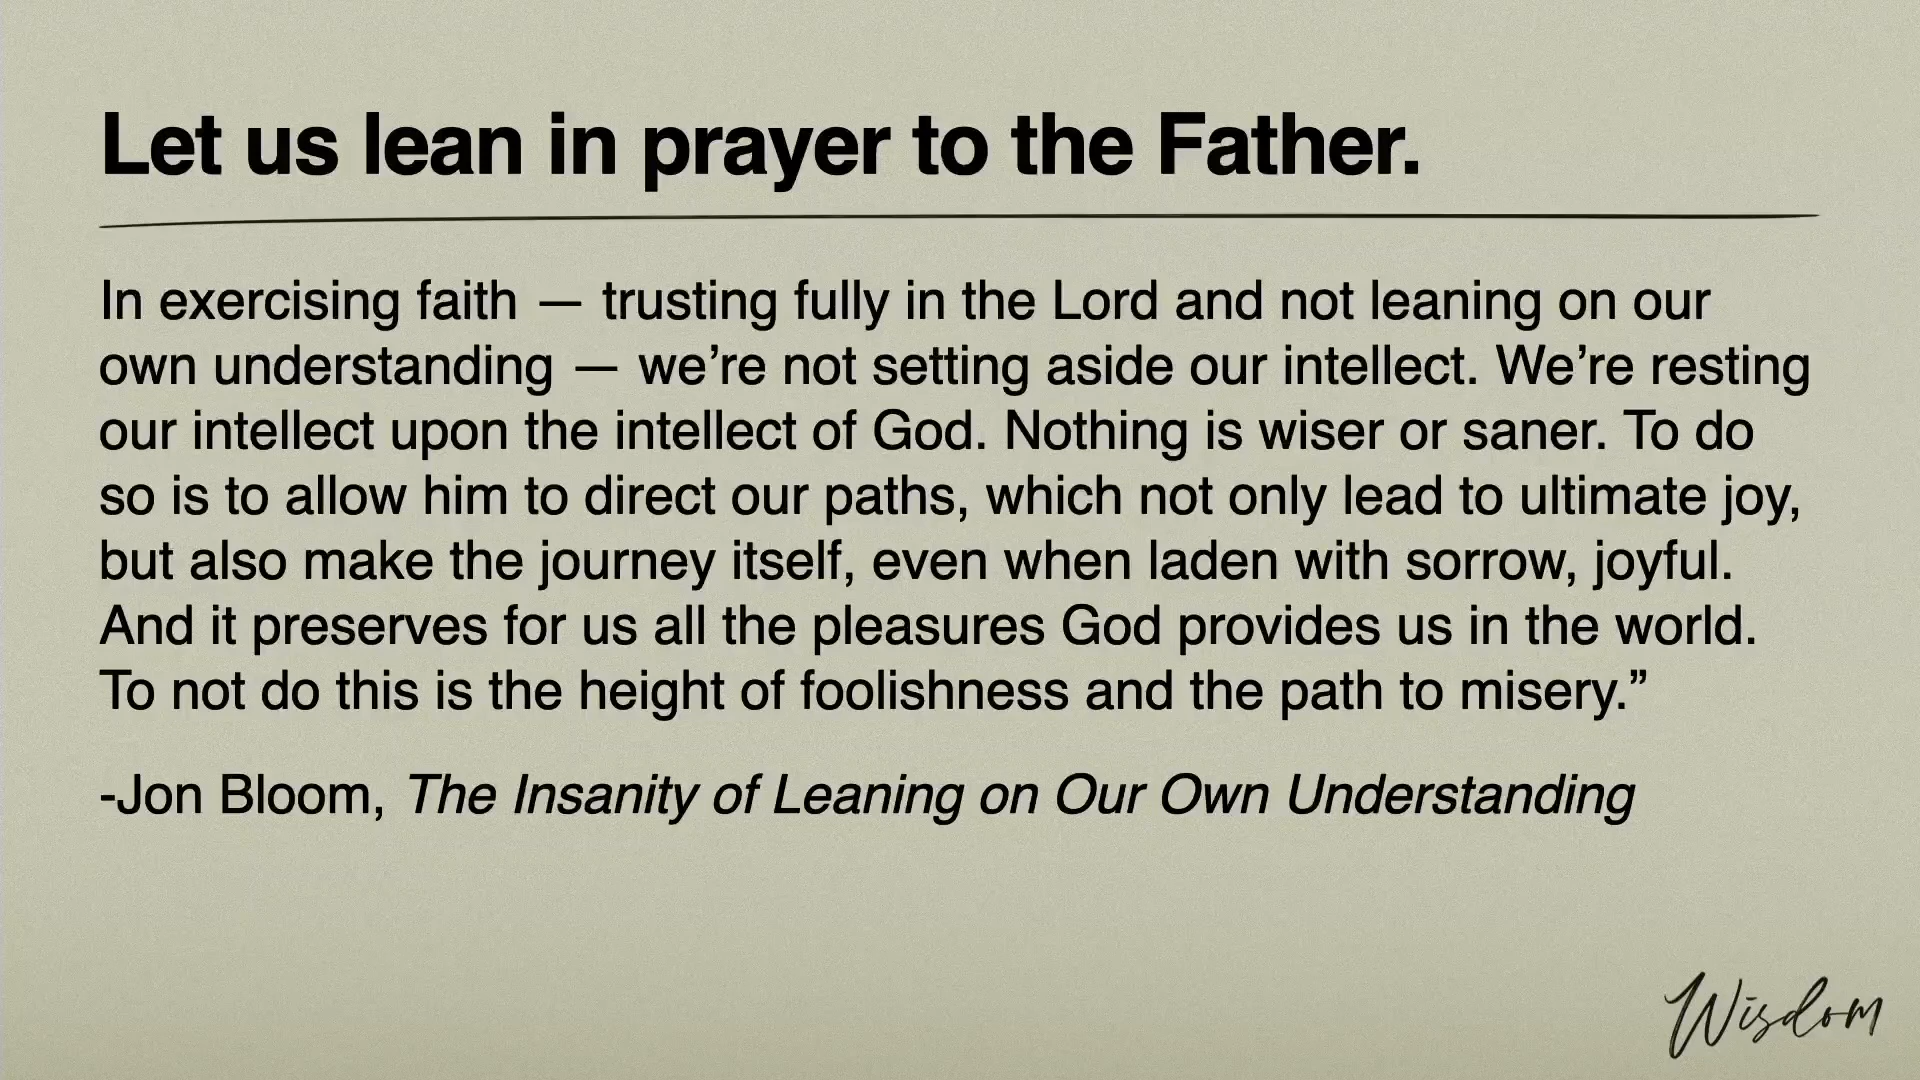 Let us lean in prayer to the Father.
In exercising faith — trusting fully in the Lord and not leaning on our
own understanding — we’re not setting aside our intellect. We’re resting
our intellect upon the intellect of God. Nothing is wiser or saner. To do
so is to allow him to direct our paths, which not only lead to ultimate joy,
but also make the journey itself, even when laden with sorrow, joyful.
And it preserves for us all the pleasures God provides us in the world.
To not do this is the height of foolishness and the path to misery.”
-Jon Bloom, The Insanity of Leaning on Our Own Understanding
Wisdom